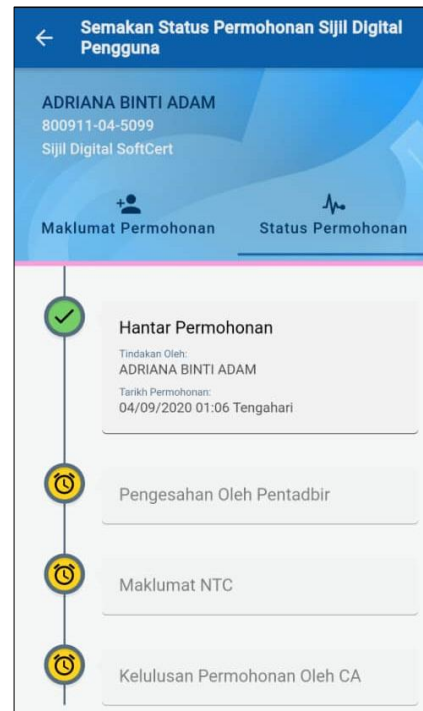 Semakan Status Permohonan Sijil Digital
Pengguna
ADRIANA BINTI ADAM
800911-04-5099
Sijil Digital SoftCert
Maklumat Permohonan
Status Permohonan
Hantar Permohonan
Tindakan Oleh:
ADRIANA BINTI ADAM
Tarikh Permohonan:
04/09/2020 01:06 Tengahari
Pengesahan Oleh Pentadbir
Maklumat NTC
Kelulusan Permohonan Oleh CA